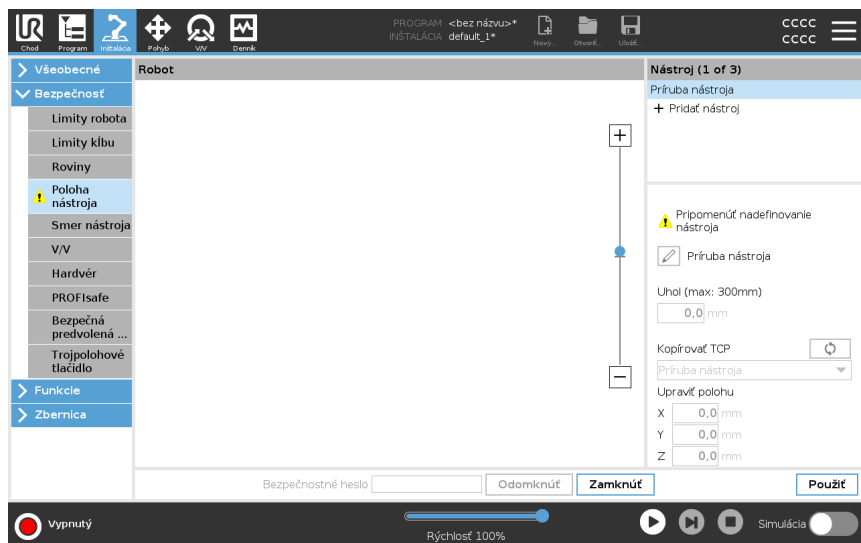 PROGRAM <bez názvu>*
INŠTALÁCIA default_1*
Chod Program Inštalácia Pohyb V/V Denník
Nový... Otvoriť... Uložiť...
CCCC
CCCC
Všeobecné
Bezpečnosť
Limity robota
Limity kĺbu
Roviny
Poloha
nástroja
Smer nástroja
V/V
Hardvér
PROFIsafe
Bezpečná
predvolená ...
Trojpolohové
tlačidlo
Funkcie
Zbernica
Robot
Nástroj (1 of 3)
Príruba nástroja
+ Pridať nástroj
Pripomenúť nadefinovanie
nástroja
Príruba nástroja
Uhol (max: 300mm)
0,0 mm
Kopírovať TCP
Príruba nástroja
Upraviť polohu
X 0,0 mm
Y 0,0 mm
Z 0,0 mm
Bezpečnostné heslo Odomknúť Zamknúť Použiť
Vypnutý
Rýchlosť 100%
Simulácia